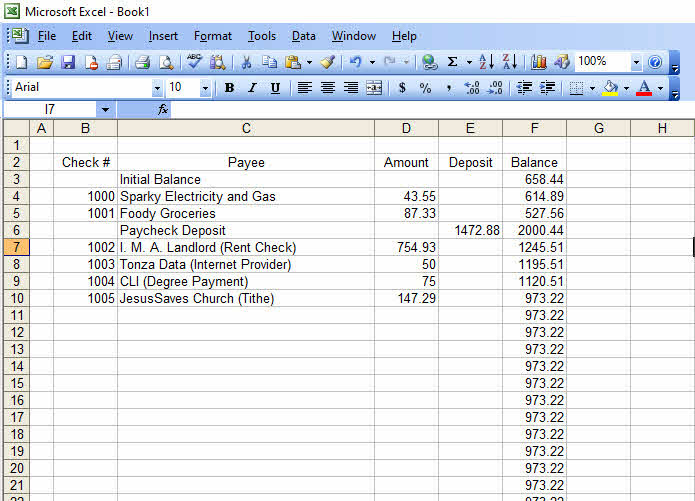 Microsoft Excel - Book1
File Edit View Insert Format Tools Data Window Help
ABC Σ A Z Z A 100% ?
Arial 10 B I U $ % , .0 .00 .00 .0 A
I7 fx
A B C D E F G H
1
2 Check # Payee Amount Deposit Balance
3 Initial Balance 658.44
4 1000 Sparky Electricity and Gas 43.55 614.89
5 1001 Foody Groceries 87.33 527.56
6 Paycheck Deposit 1472.88 2000.44
7 1002 I. M. A. Landlord (Rent Check) 754.93 1245.51
8 1003 Tonza Data (Internet Provider) 50 1195.51
9 1004 CLI (Degree Payment) 75 1120.51
10 1005 JesusSaves Church (Tithe) 147.29 973.22
11 973.22
12 973.22
13 973.22
14 973.22
15 973.22
16 973.22
17 973.22
18 973.22
19 973.22
20 973.22
21 973.22
22 973.22